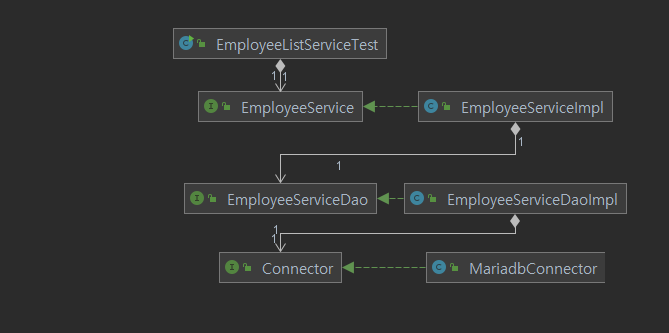 C EmployeeListServiceTest
1 1
I EmployeeService C EmployeeServiceImpl
1
1
I EmployeeServiceDao C EmployeeServiceDaoImpl
1
1
I Connector C MariadbConnector